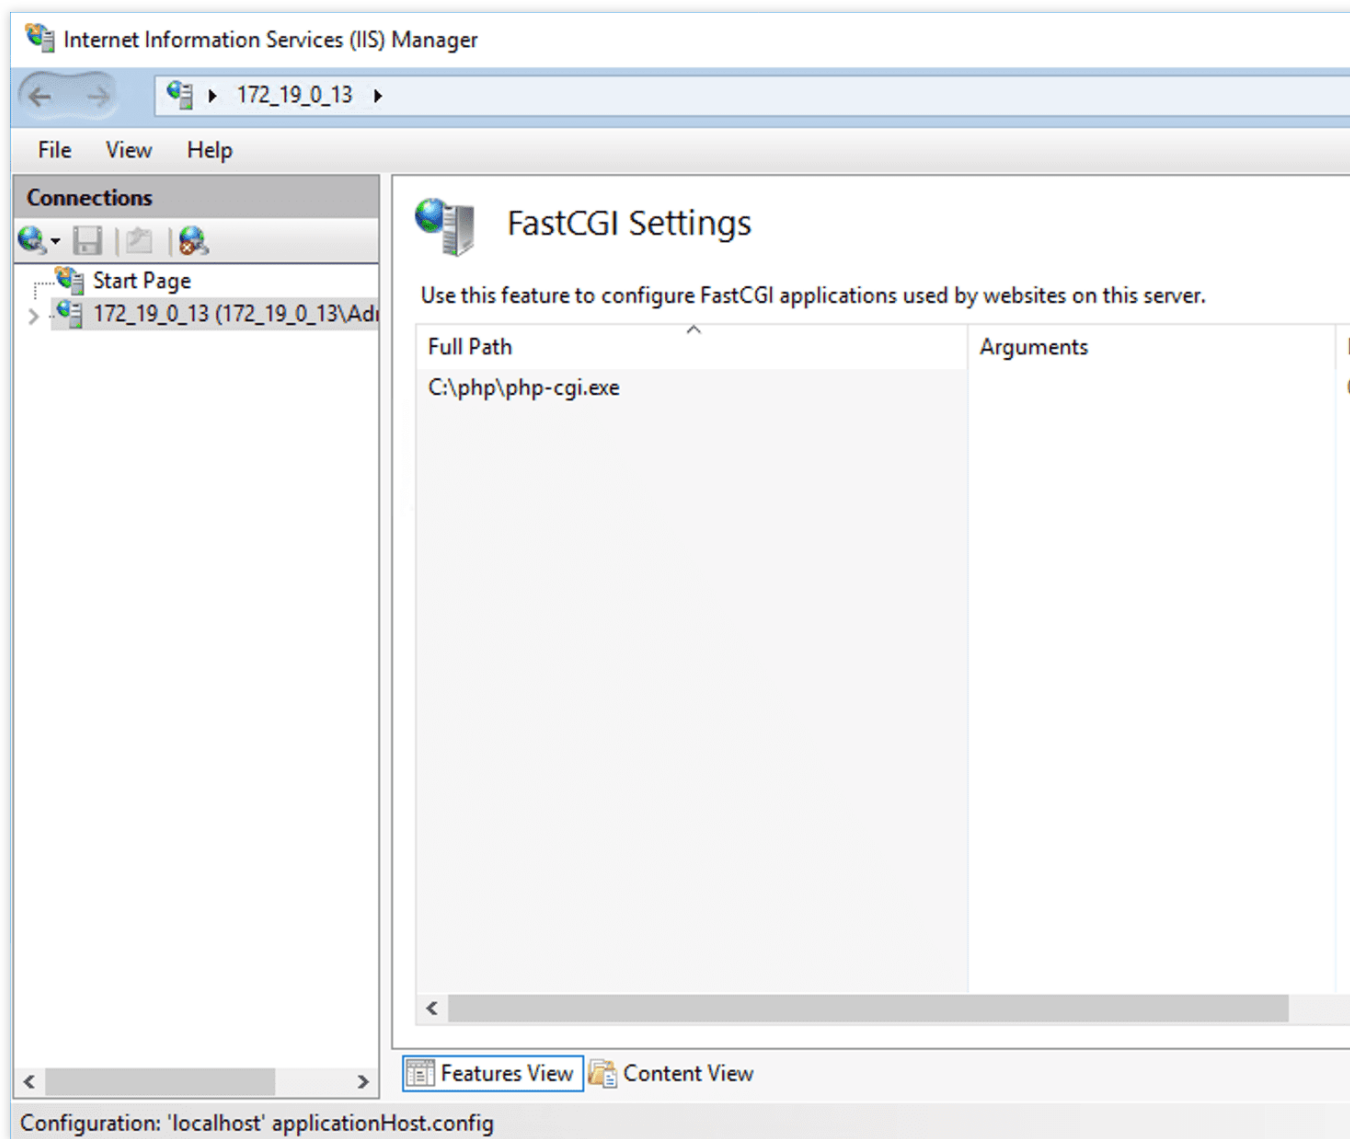 Internet Information Services (IIS) Manager
172_19_0_13
File View Help
Connections
Start Page
172_19_0_13 (172_19_0_13\Adr
FastCGI Settings
Use this feature to configure FastCGI applications used by websites on this server.
Full Path Arguments
C:\php\php-cgi.exe
Features View Content View
Configuration: 'localhost' applicationHost.config